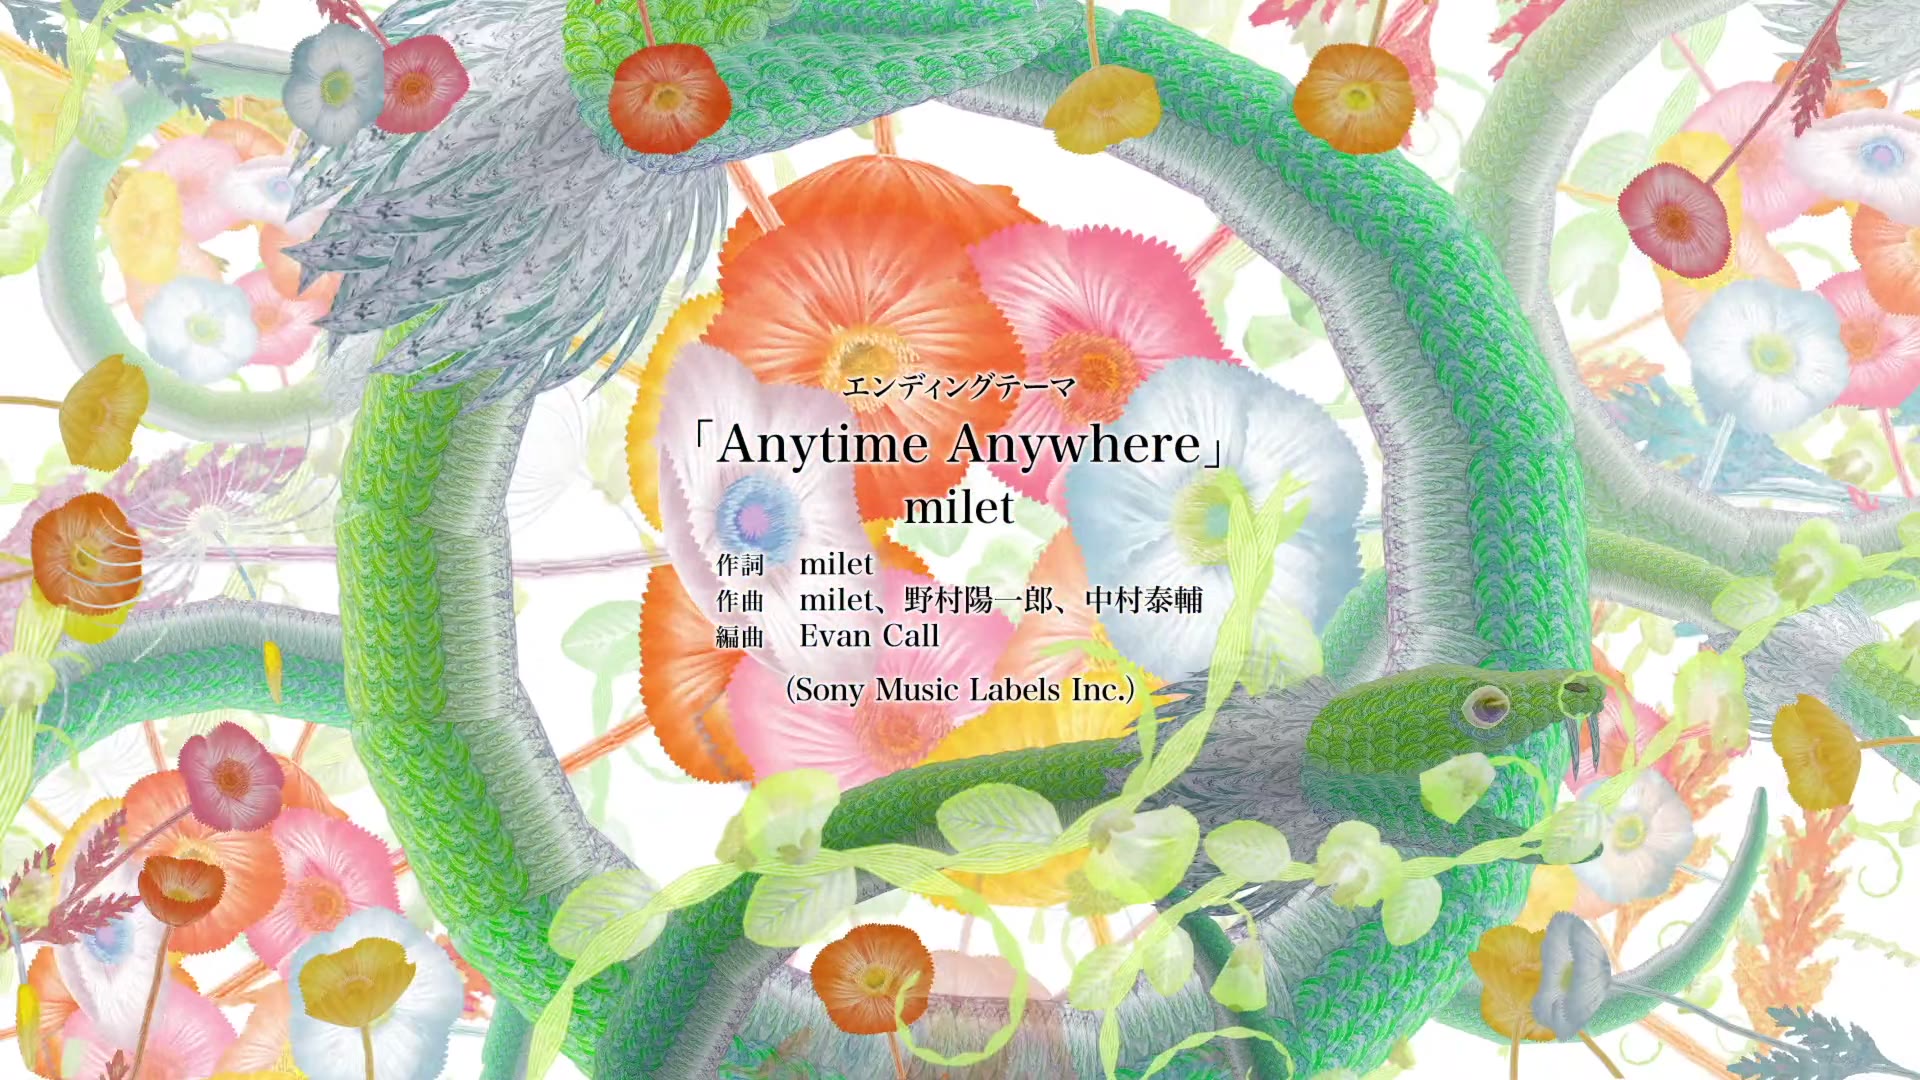 エンディングテーマ
「Anytime Anywhere」
milet
作詞 milet
作曲 milet、野村陽一郎、中村泰輔
編曲 Evan Call
(Sony Music Labels Inc.)